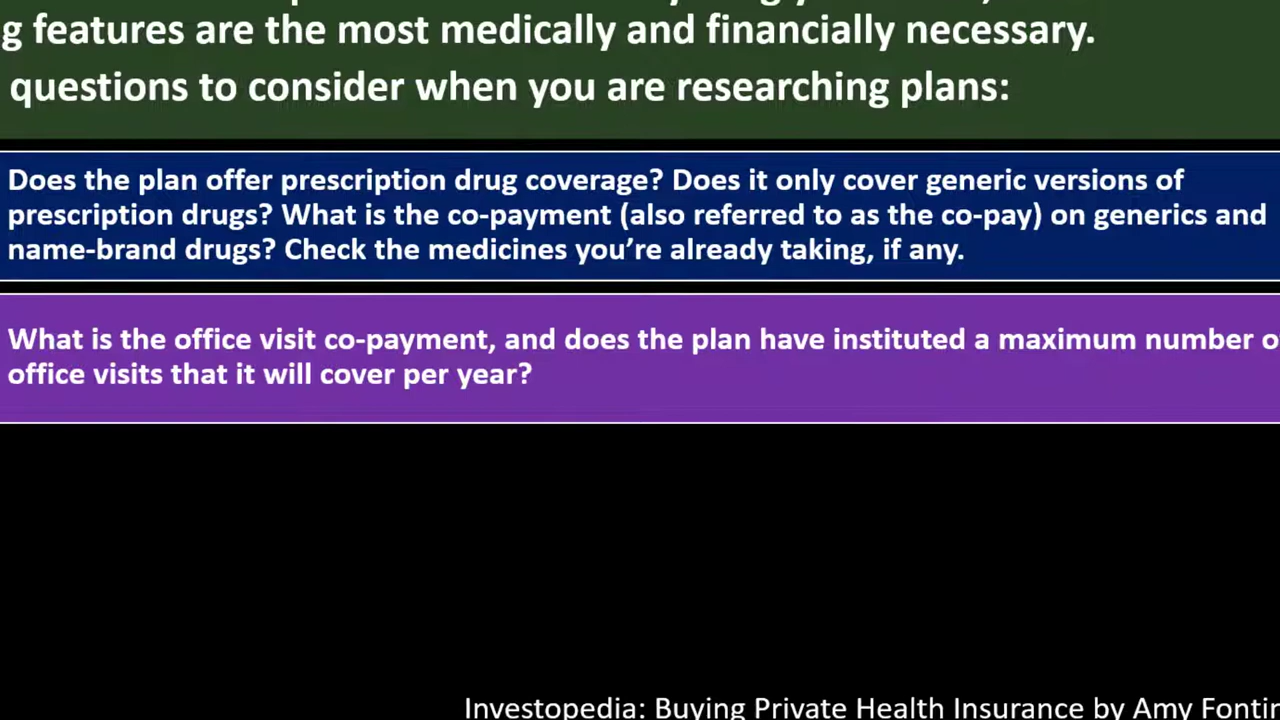 g features are the most medically and financially necessary.
questions to consider when you are researching plans:
Does the plan offer prescription drug coverage? Does it only cover generic versions of
prescription drugs? What is the co-payment (also referred to as the co-pay) on generics and
name-brand drugs? Check the medicines you’re already taking, if any.
What is the office visit co-payment, and does the plan have instituted a maximum number o
office visits that it will cover per year?
Investopedia: Buying Private Health Insurance by Amy Fontin